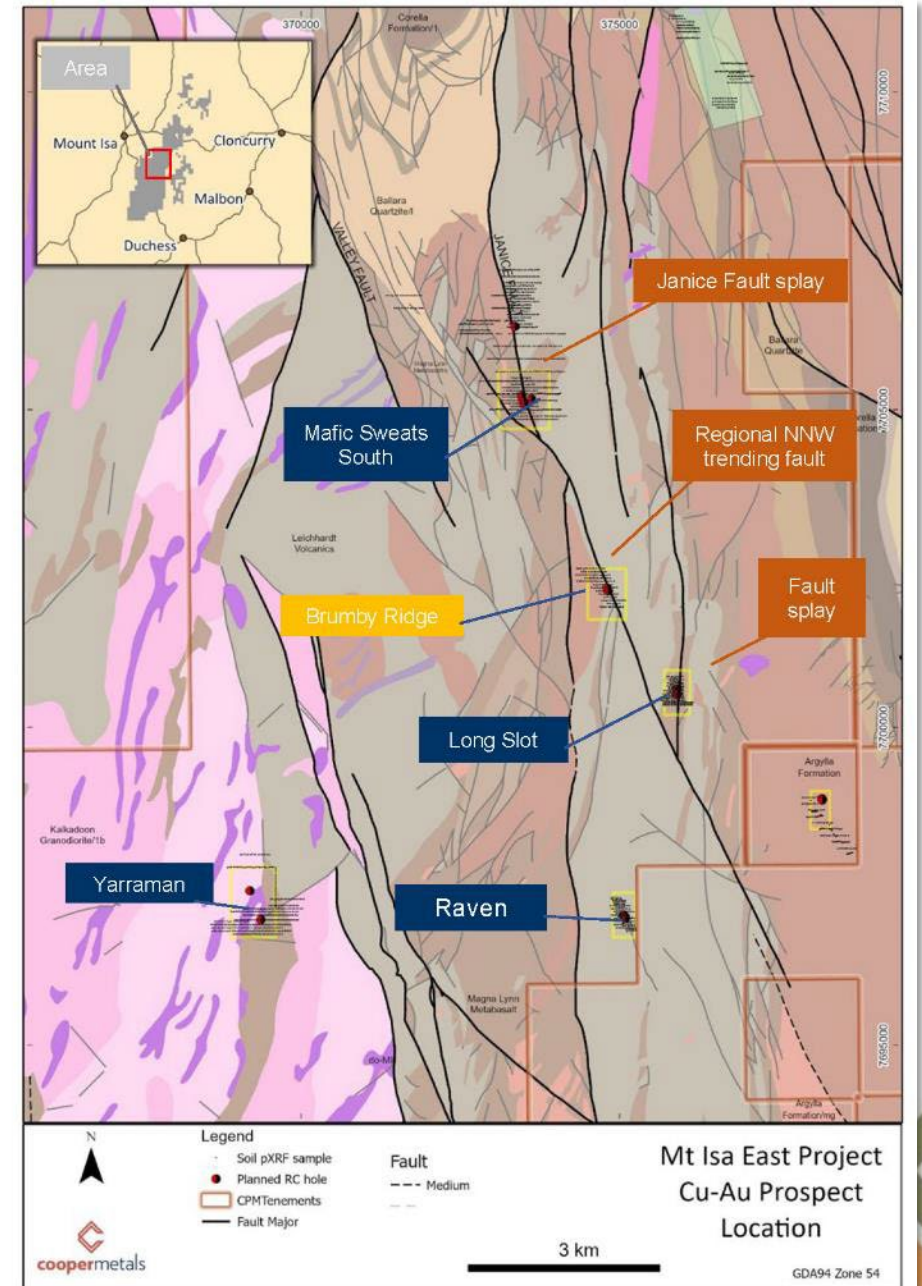 370000
375000
Corella
Formation/1
Area
Mount Isa
Cloncurry
Malbon
Duchess
7710000
Ballara
Quartzite/l
VALLEY FAULT
JANICE FAULT
Janice Fault splay
Ballara
Quartzite
7705000
Mafic Sweats
South
Regional NNW
trending fault
Leichhardt
Volcanics
Brumby Ridge
Fault
splay
Long Slot
7700000
Argylla
Formation
Kalkadoon
Granodiorite/1b
Yarraman
Raven
Magna Lynn
Metabasalt
7695000
Argylla
Formation/mg
N
Legend
Soil pXRF sample
Planned RC hole
CPMTenements
Fault Major
Fault
Medium
Mt Isa East Project
Cu-Au Prospect
Location
coopermetals
3 km
GDA94 Zone 54